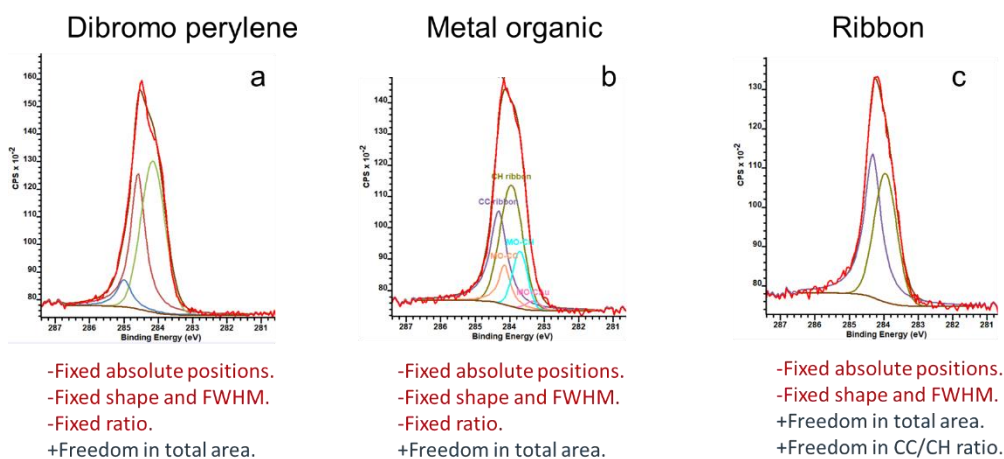 Dibromo perylene
Metal organic
Ribbon
a
160
150
140
130
120
110
100
90
80
CPS x 10⁻²
287 286 285 284 283 282 281
Binding Energy (eV)
b
140
130
120
110
100
90
80
CPS x 10⁻²
CH ribbon
CC ribbon
MO-CH
MO-CC
287 286 285 284 283 282 281
Binding Energy (eV)
c
130
120
110
100
90
80
CPS x 10⁻²
287 286 285 284 283 282 281
Binding Energy (eV)
-Fixed absolute positions.
-Fixed shape and FWHM.
-Fixed ratio.
+Freedom in total area.
-Fixed absolute positions.
-Fixed shape and FWHM.
-Fixed ratio.
+Freedom in total area.
-Fixed absolute positions.
-Fixed shape and FWHM.
+Freedom in total area.
+Freedom in CC/CH ratio.